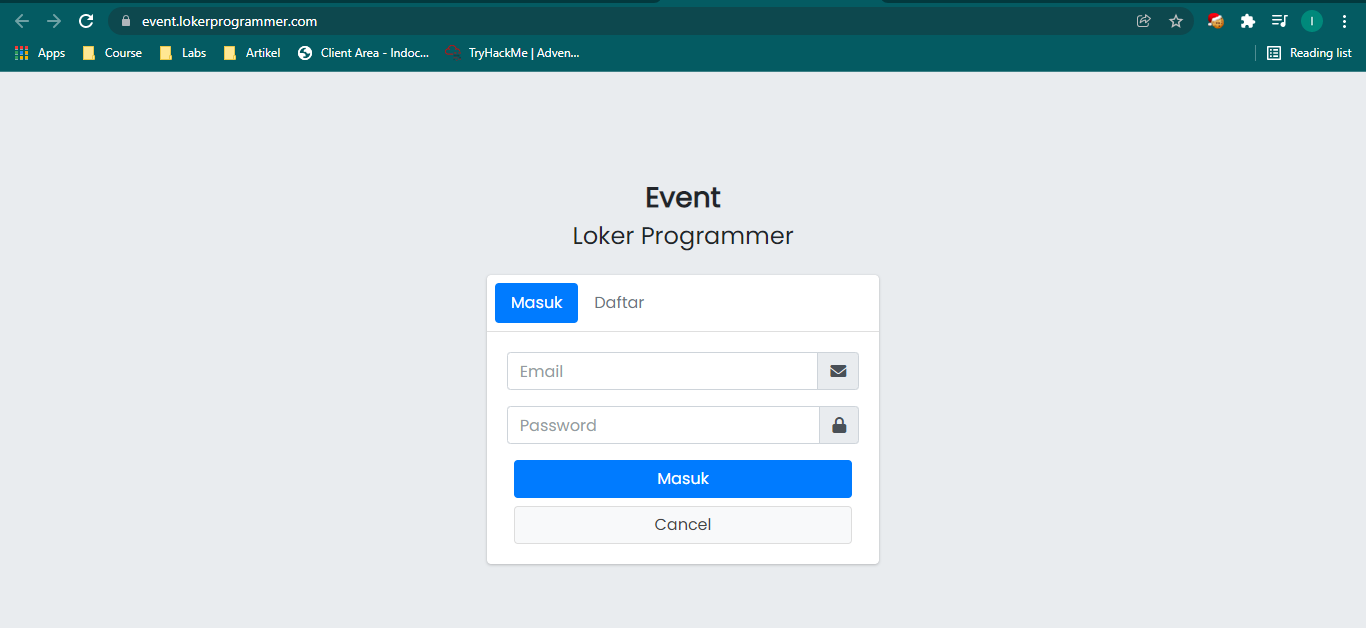 event.lokerprogrammer.com
I
Apps Course Labs Artikel Client Area - Indoc... TryHackMe | Adven... Reading list
Event
Loker Programmer
Masuk Daftar
Email
Password
Masuk
Cancel